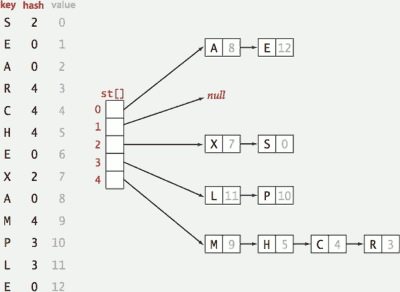 key hash value
S 2 0
E 0 1
A 0 2
R 4 3
C 4 4
H 4 5
E 0 6
X 2 7
A 0 8
M 4 9
P 3 10
L 3 11
E 0 12
st[]
0
1
2
3
4
A 8 E 12
null
X 7 S 0
L 11 P 10
M 9 H 5 C 4 R 3